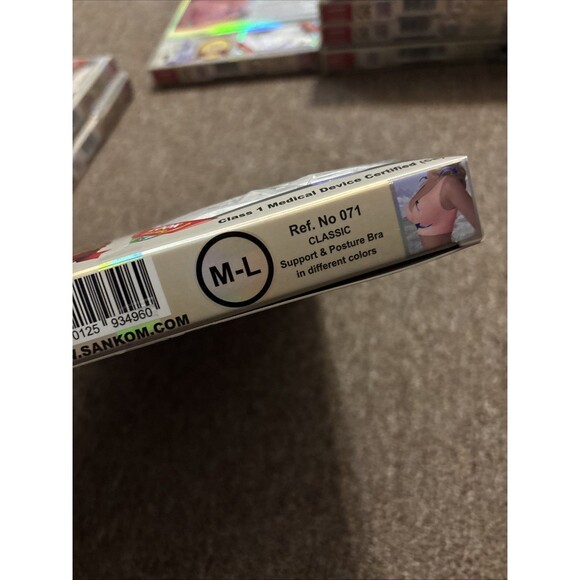 Class 1 Medical Device Certified
M-L
Ref. No 071
CLASSIC
Support & Posture Bra
in different colors
0125 934960
.SANKOM.COM